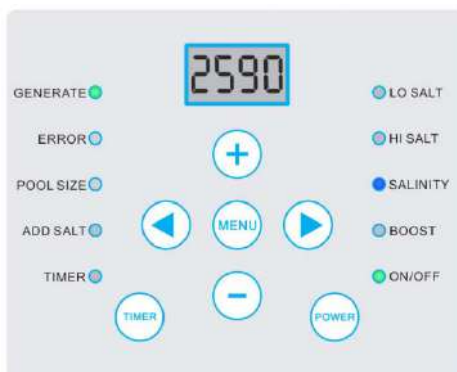 2590
GENERATE
LO SALT
ERROR
HI SALT
POOL SIZE
SALINITY
MENU
ADD SALT
BOOST
TIMER
ON/OFF
TIMER
POWER